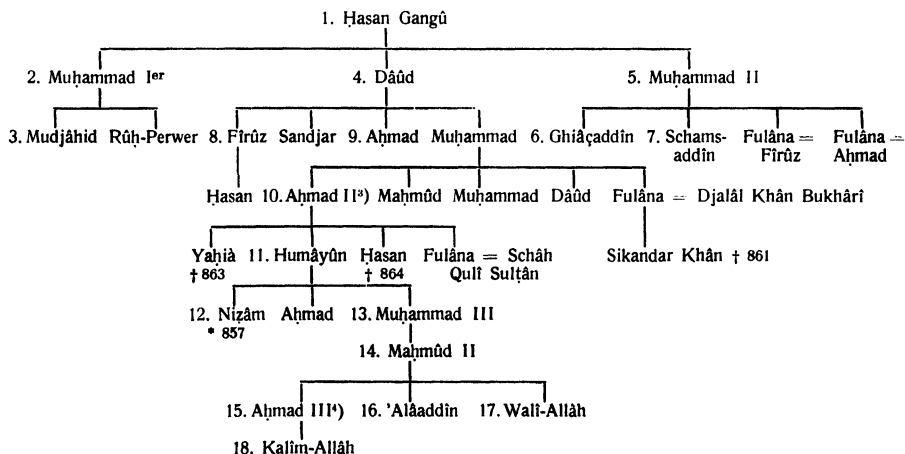 1. Ḥasan Gangû
2. Muḥammad Iᵉʳ 4. Dâûd 5. Muḥammad II
3. Mudjâhid Rûḥ-Perwer 8. Fîrûz Sandjar 9. Aḥmad Muḥammad 6. Ghiâçaddîn 7. Schams- Fulâna = Fulâna =
addîn Fîrûz Aḥmad
Ḥasan 10. Aḥmad II³) Maḥmûd Muḥammad Dâûd Fulâna = Djalâl Khân Bukhârî
Yaḥià 11. Humâyûn Ḥasan Fulâna = Schâh Sikandar Khân † 861
† 863 † 864 Qulî Sulṭân
12. Niẓâm Aḥmad 13. Muḥammad III
* 857
14. Maḥmûd II
15. Aḥmad III⁴) 16. 'Alâaddîn 17. Walî-Allâh
18. Kalîm-Allâh